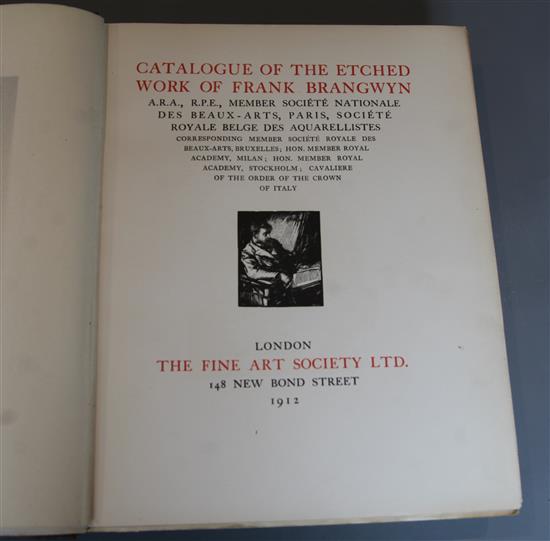 CATALOGUE OF THE ETCHED
WORK OF FRANK BRANGWYN
A.R.A., R.P.E., MEMBER SOCIÉTÉ NATIONALE
DES BEAUX-ARTS, PARIS, SOCIÉTÉ
ROYALE BELGE DES AQUARELLISTES
CORRESPONDING MEMBER SOCIÉTÉ ROYALE DES
BEAUX-ARTS, BRUXELLES; HON. MEMBER ROYAL
ACADEMY, MILAN; HON. MEMBER ROYAL
ACADEMY, STOCKHOLM; CAVALIERE
OF THE ORDER OF THE CROWN
OF ITALY
LONDON
THE FINE ART SOCIETY LTD.
148 NEW BOND STREET
1912